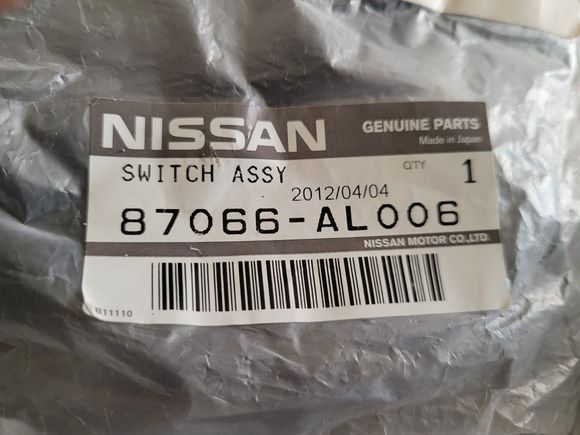 NISSAN
GENUINE PARTS
Made in Japan
SWITCH ASSY
QTY 1
2012/04/04
87066-AL006
NISSAN MOTOR CO.,LTD.
B11110